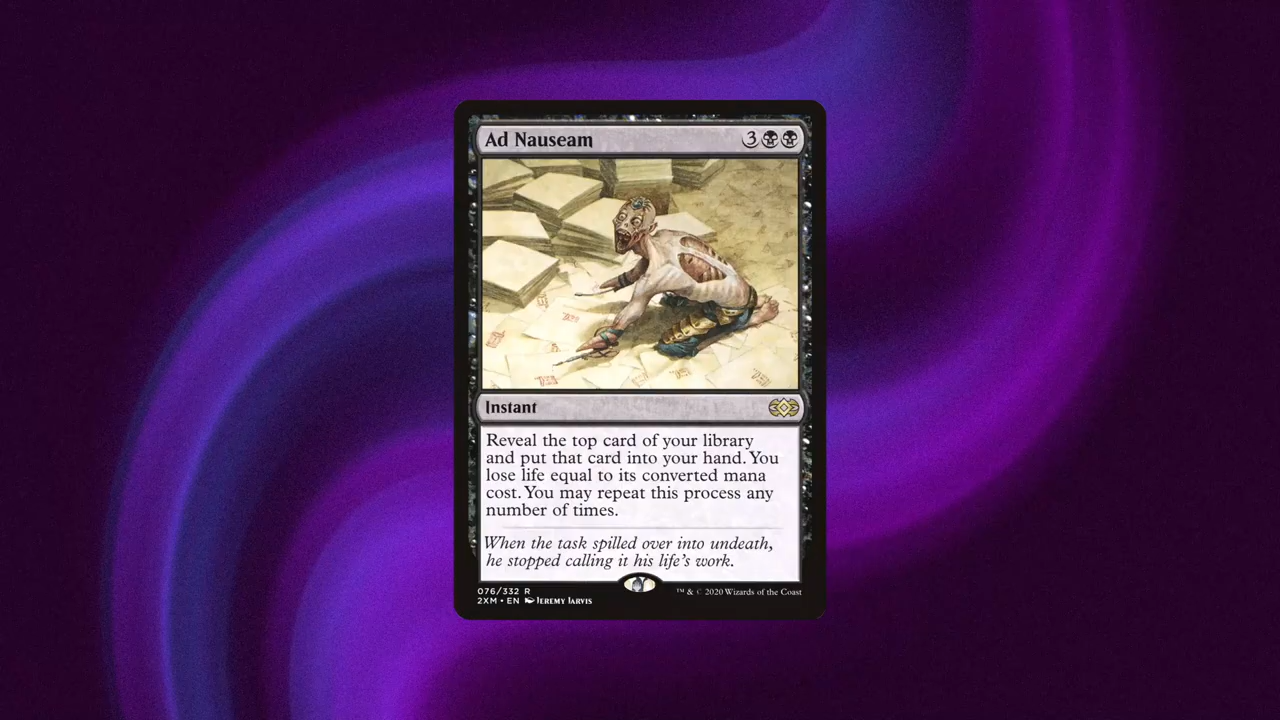 Ad Nauseam 3
Instant
Reveal the top card of your library
and put that card into your hand. You
lose life equal to its converted mana
cost. You may repeat this process any
number of times.
When the task spilled over into undeath,
he stopped calling it his life's work.
076/332 R
2XM • EN Jeremy Jarvis
™ & © 2020 Wizards of the Coast